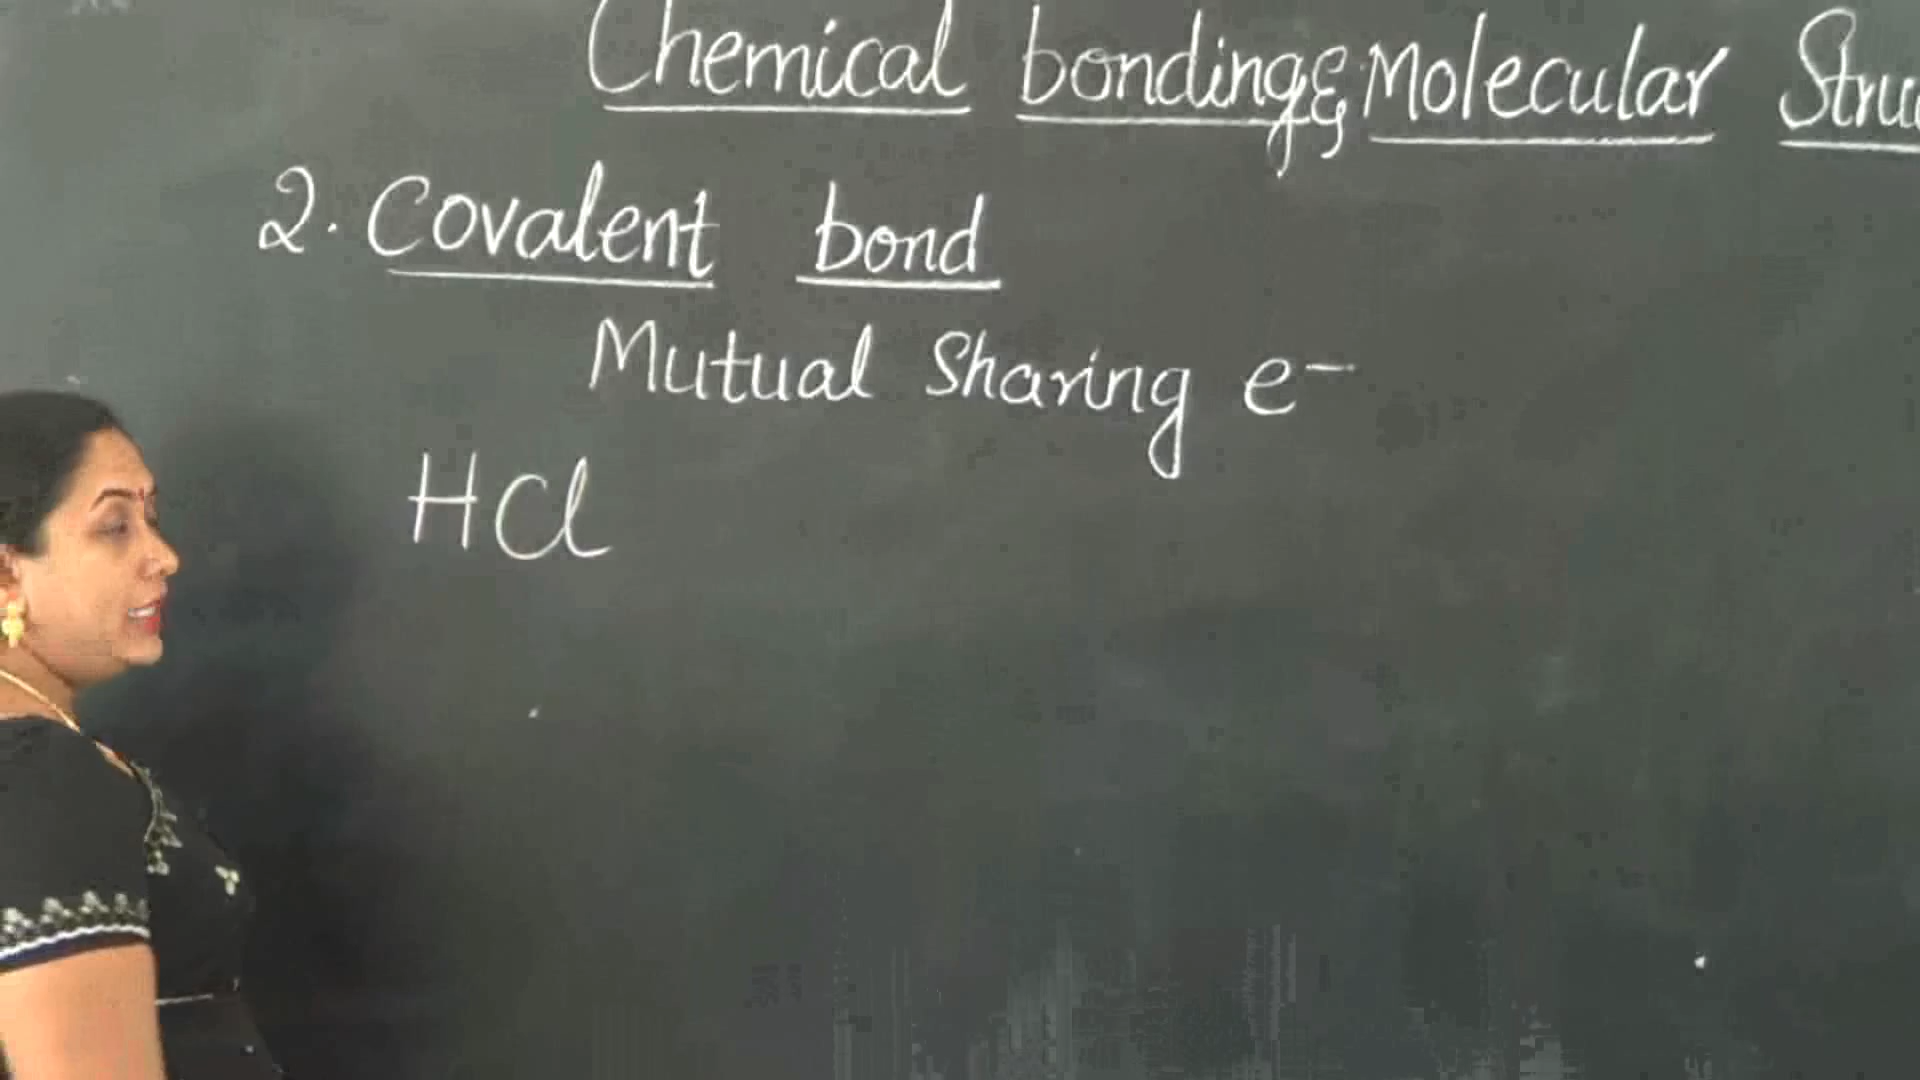 Chemical bonding & Molecular Stru
2. Covalent bond
Mutual Sharing e⁻
HCl